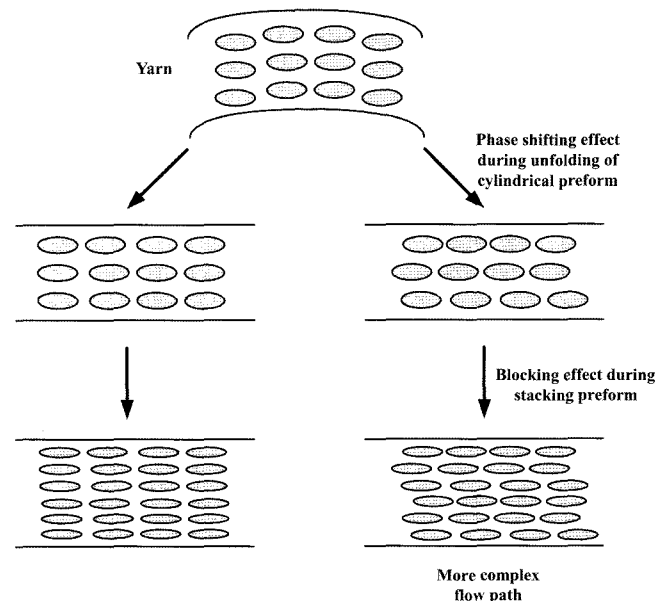 Yarn
Phase shifting effect
during unfolding of
cylindrical preform
Blocking effect during
stacking preform
More complex
flow path